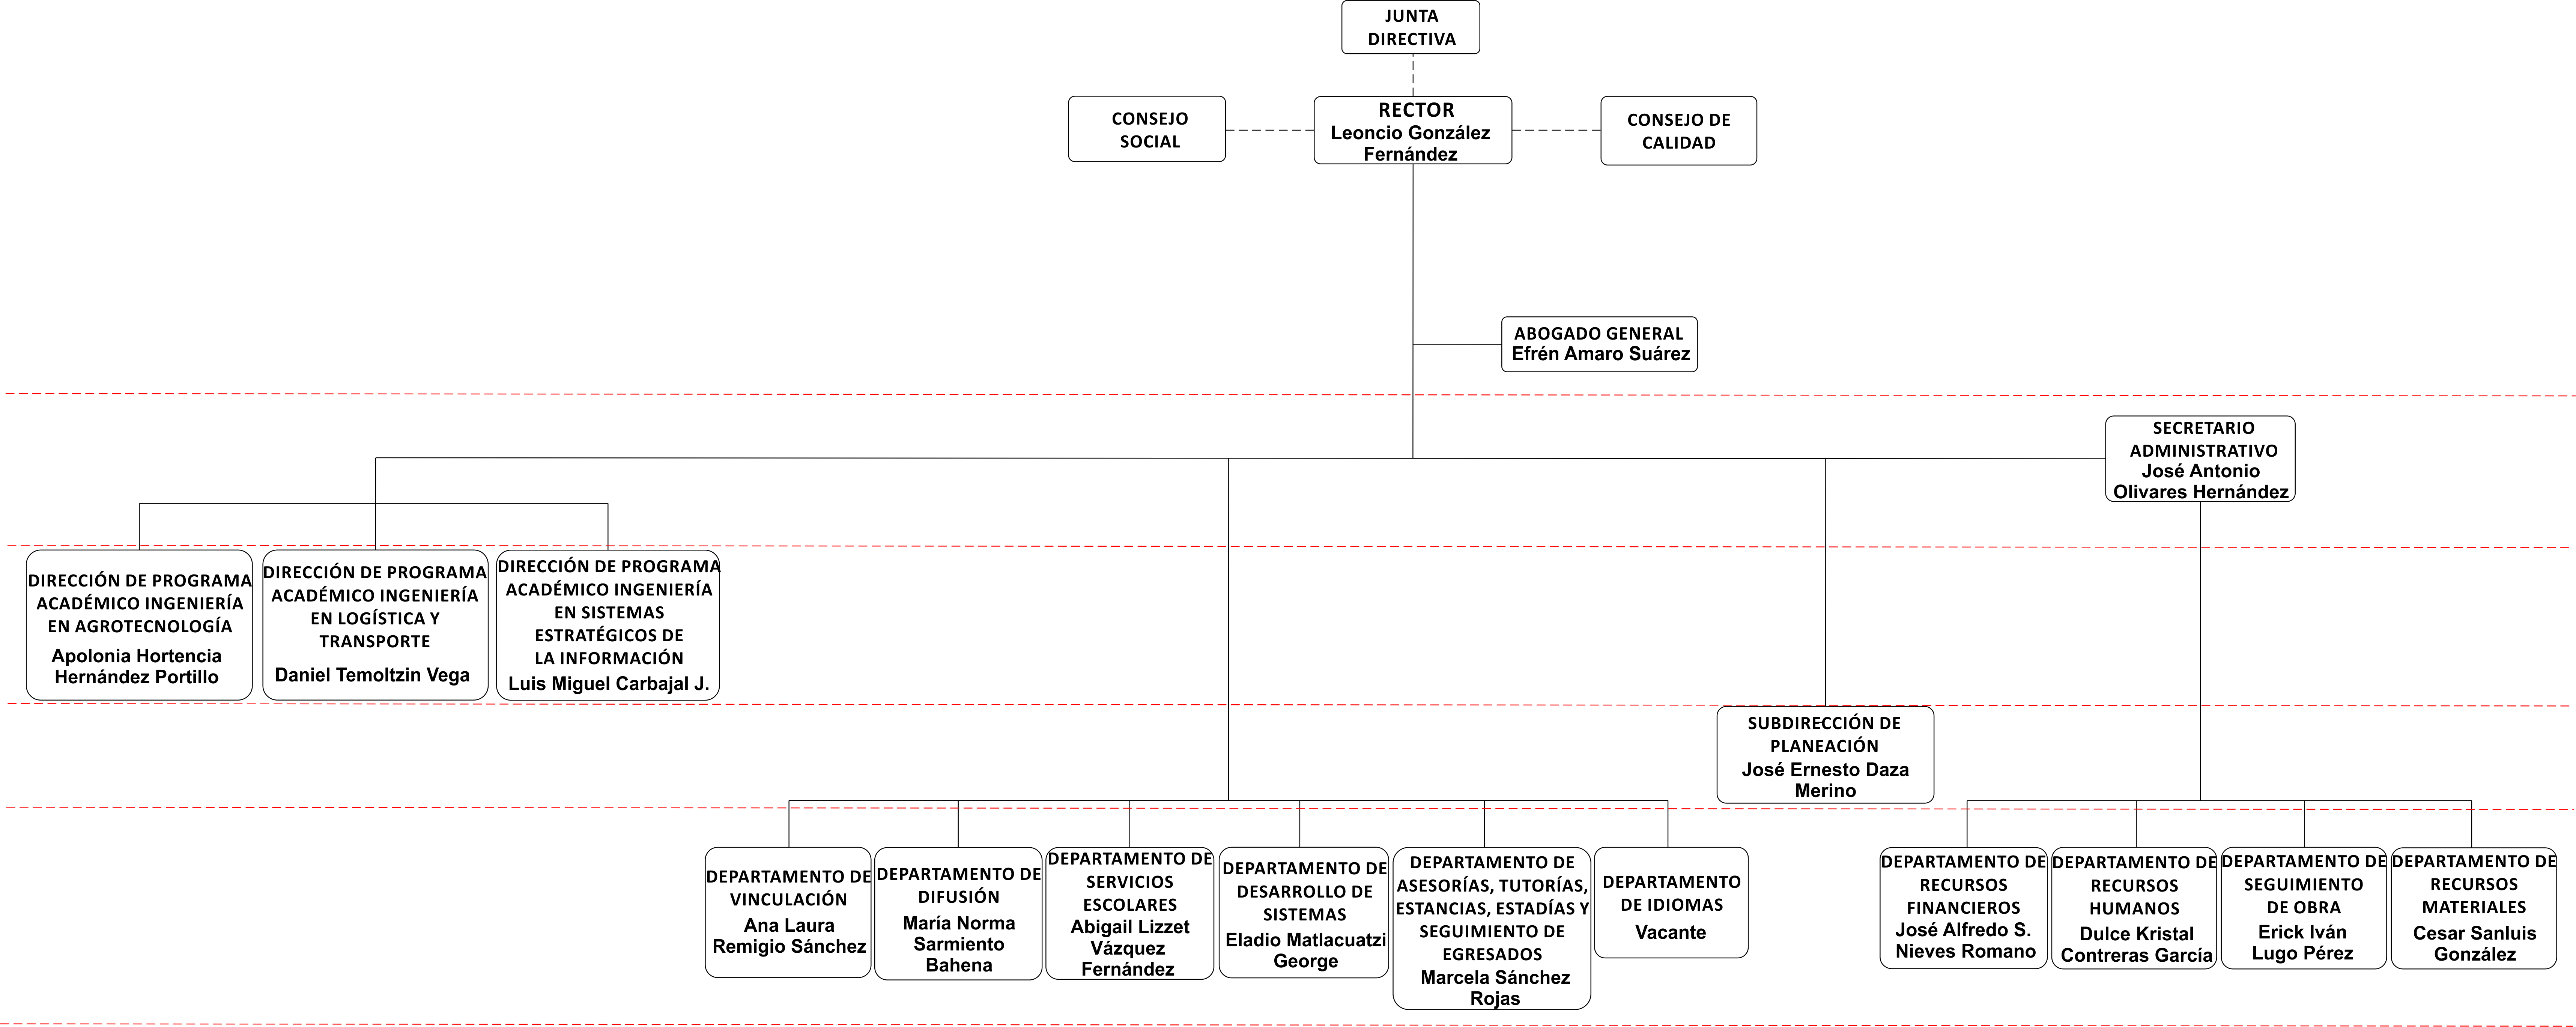 JUNTA
DIRECTIVA
CONSEJO
SOCIAL
RECTOR
Leoncio González
Fernández
CONSEJO DE
CALIDAD
ABOGADO GENERAL
Efrén Amaro Suárez
SECRETARIO
ADMINISTRATIVO
José Antonio
Olivares Hernández
DIRECCIÓN DE PROGRAMA
ACADÉMICO INGENIERÍA
EN AGROTECNOLOGÍA
Apolonia Hortencia
Hernández Portillo
DIRECCIÓN DE PROGRAMA
ACADÉMICO INGENIERÍA
EN LOGÍSTICA Y
TRANSPORTE
Daniel Temoltzin Vega
DIRECCIÓN DE PROGRAMA
ACADÉMICO INGENIERÍA
EN SISTEMAS
ESTRATÉGICOS DE
LA INFORMACIÓN
Luis Miguel Carbajal J.
SUBDIRECCIÓN DE
PLANEACIÓN
José Ernesto Daza
Merino
DEPARTAMENTO DE
VINCULACIÓN
Ana Laura
Remigio Sánchez
DEPARTAMENTO DE
DIFUSIÓN
María Norma
Sarmiento
Bahena
DEPARTAMENTO DE
SERVICIOS
ESCOLARES
Abigail Lizzet
Vázquez
Fernández
DEPARTAMENTO DE
DESARROLLO DE
SISTEMAS
Eladio Matlacuatzi
George
DEPARTAMENTO DE
ASESORÍAS, TUTORÍAS,
ESTANCIAS, ESTADÍAS Y
SEGUIMIENTO DE
EGRESADOS
Marcela Sánchez
Rojas
DEPARTAMENTO
DE IDIOMAS
Vacante
DEPARTAMENTO DE
RECURSOS
FINANCIEROS
José Alfredo S.
Nieves Romano
DEPARTAMENTO DE
RECURSOS
HUMANOS
Dulce Kristal
Contreras García
DEPARTAMENTO DE
SEGUIMIENTO
DE OBRA
Erick Iván
Lugo Pérez
DEPARTAMENTO DE
RECURSOS
MATERIALES
Cesar Sanluis
González